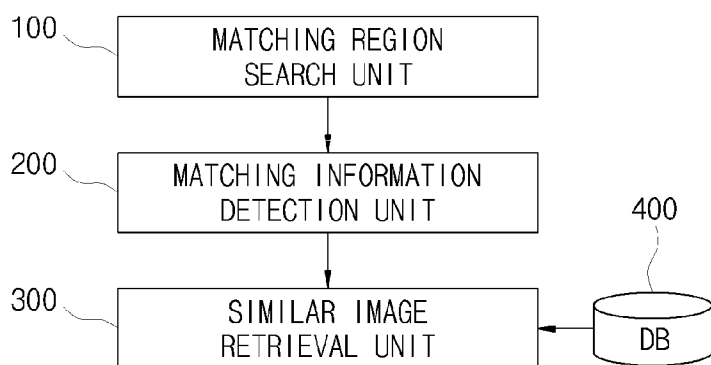 100
MATCHING REGION
SEARCH UNIT
200
MATCHING INFORMATION
DETECTION UNIT
400
300
SIMILAR IMAGE
RETRIEVAL UNIT
DB